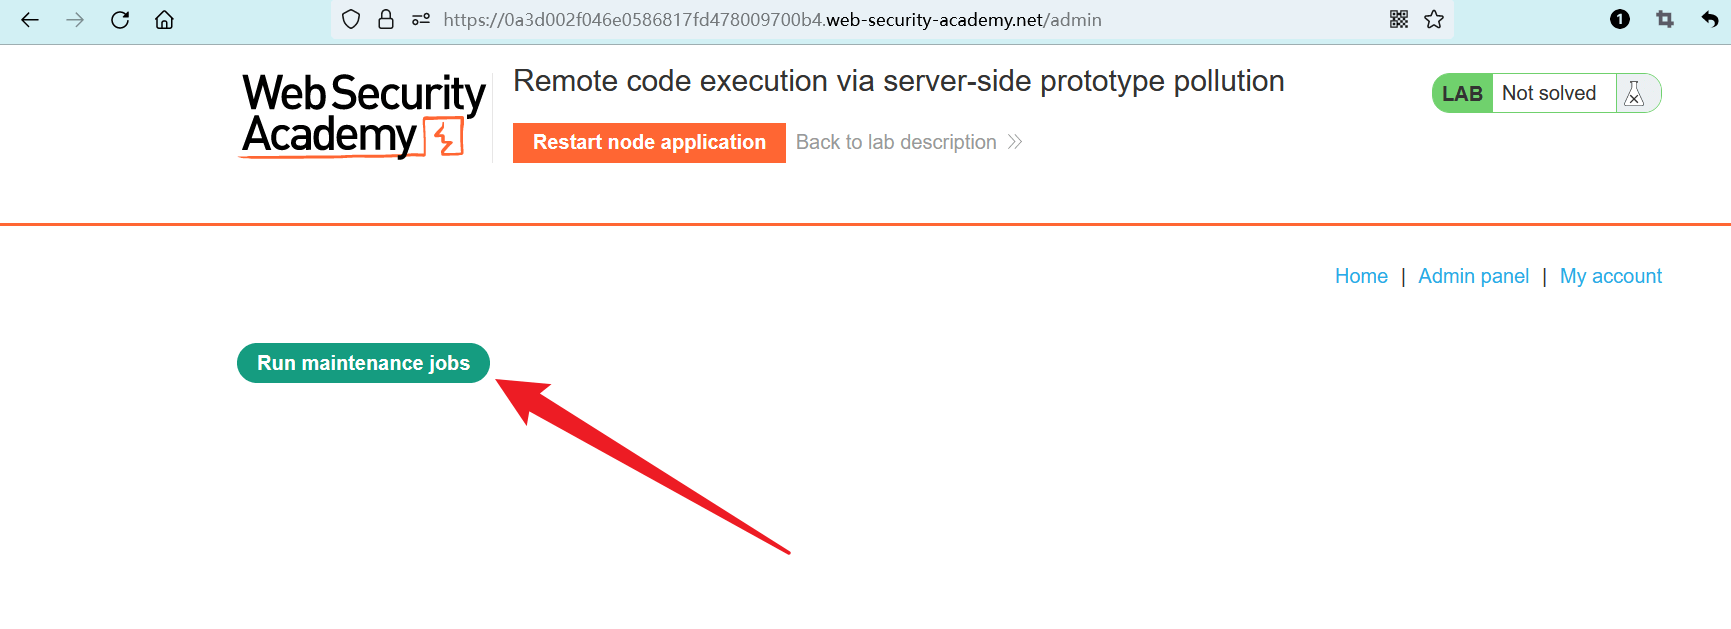 https://0a3d002f046e0586817fd478009700b4.web-security-academy.net/admin
1
Web Security
Academy
Remote code execution via server-side prototype pollution
Restart node application
Back to lab description
LAB Not solved
Home | Admin panel | My account
Run maintenance jobs